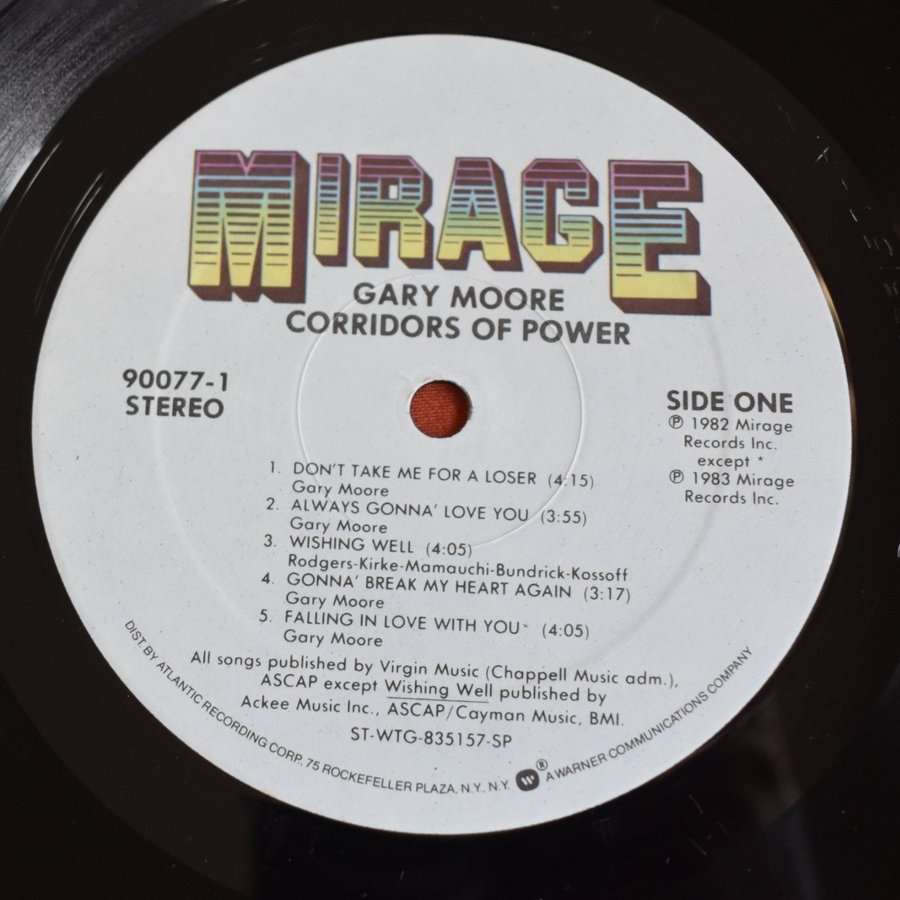 MIRAGE
GARY MOORE
CORRIDORS OF POWER
90077-1
STEREO
SIDE ONE
℗ 1982 Mirage
Records Inc.
except *
℗ 1983 Mirage
Records Inc.
1. DON'T TAKE ME FOR A LOSER (4:15)
Gary Moore
2. ALWAYS GONNA' LOVE YOU (3:55)
Gary Moore
3. WISHING WELL (4:05)
Rodgers-Kirke-Mamauchi-Bundrick-Kossoff
4. GONNA' BREAK MY HEART AGAIN (3:17)
Gary Moore
5. FALLING IN LOVE WITH YOU* (4:05)
Gary Moore
All songs published by Virgin Music (Chappell Music adm.),
ASCAP except Wishing Well published by
Ackee Music Inc., ASCAP/Cayman Music, BMI.
ST-WTG-835157-SP
DIST. BY ATLANTIC RECORDING CORP., 75 ROCKEFELLER PLAZA, N.Y., N.Y. ® A WARNER COMMUNICATIONS COMPANY